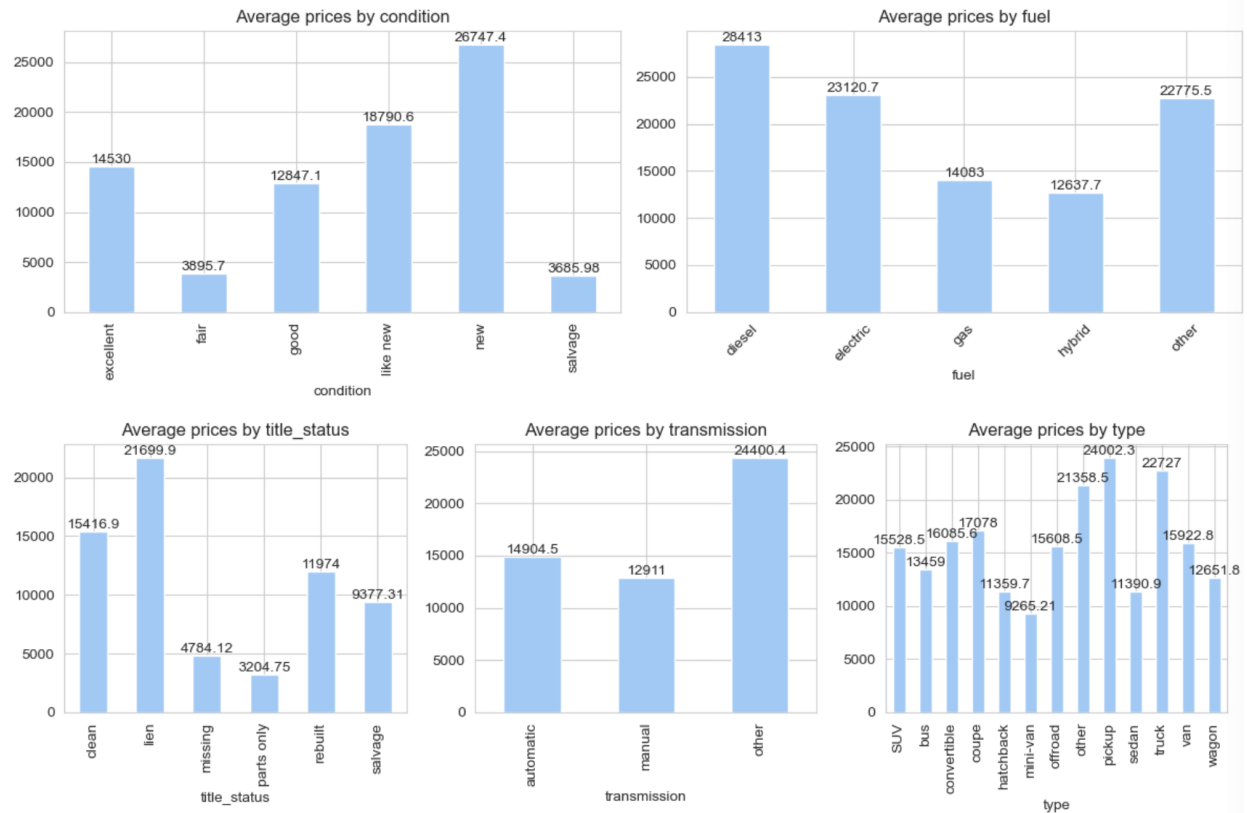 Average prices by condition
26747.4
25000
20000
18790.6
15000
14530
12847.1
10000
5000
3895.7
3685.98
0
excellent
fair
good
like new
new
salvage
condition
Average prices by fuel
28413
25000
23120.7
22775.5
20000
15000
14083
12637.7
10000
5000
0
diesel
electric
gas
hybrid
other
fuel
Average prices by title_status
21699.9
20000
15416.9
15000
11974
10000
9377.31
5000
4784.12
3204.75
0
clean
lien
missing
parts only
rebuilt
salvage
title_status
Average prices by transmission
25000
24400.4
20000
15000
14904.5
12911
10000
5000
0
automatic
manual
other
transmission
Average prices by type
25000
24002.3
22727
21358.5
20000
17078
16085.6
15922.8
15528.5
15608.5
15000
13459
12651.8
11359.7
11390.9
10000
9265.21
5000
0
SUV
bus
convertible
coupe
hatchback
mini-van
offroad
other
pickup
sedan
truck
van
wagon
type